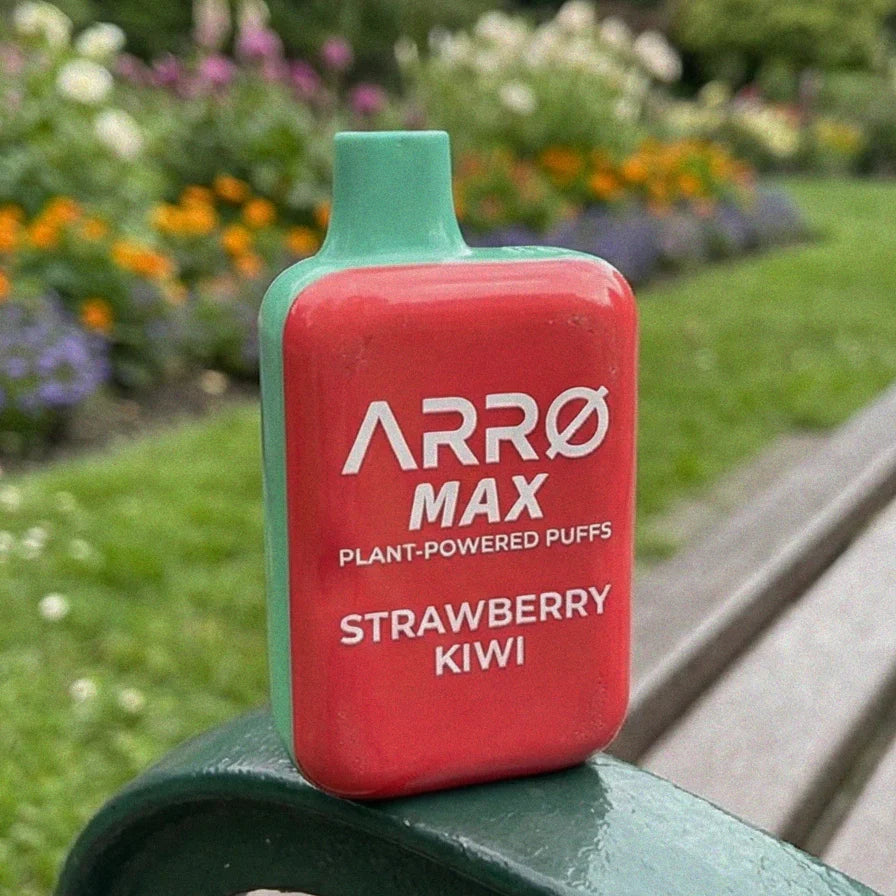 ARRØ
MAX
PLANT-POWERED PUFFS
STRAWBERRY
KIWI